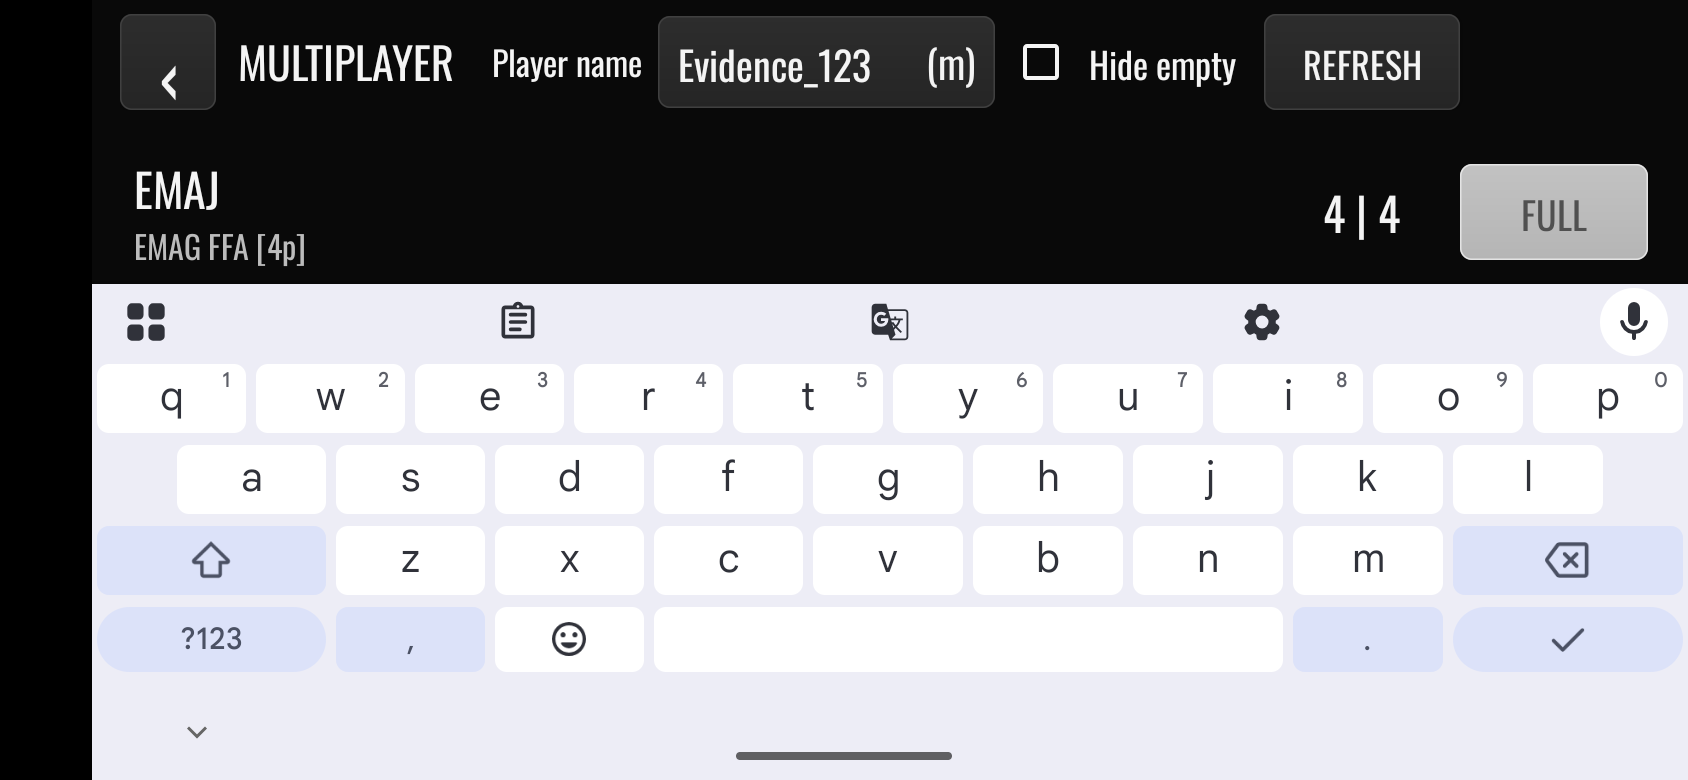 MULTIPLAYER Player name Evidence_123 (m) Hide empty REFRESH
EMAJ
4 | 4 FULL
EMAG FFA [4p]
q 1 w 2 e 3 r 4 t 5 y 6 u 7 i 8 o 9 p 0
a s d f g h j k l
z x c v b n m
?123 , .